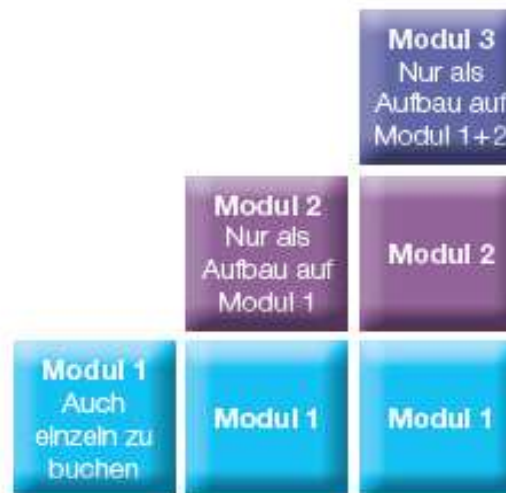 Modul 3
Nur als
Aufbau auf
Modul 1+2
Modul 2
Nur als
Aufbau auf
Modul 1
Modul 2
Modul 1
Auch
einzeln zu
buchen
Modul 1
Modul 1